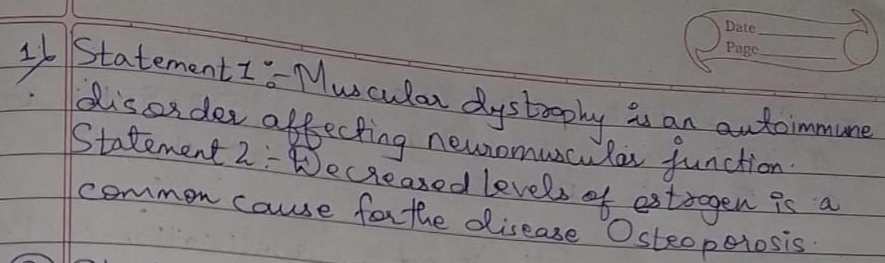 Date
Page
1) Statement 1 :- Muscular dystrophy is an autoimmune
disorder affecting neuromuscular function.
Statement 2 :- Decreased levels of estrogen is a
common cause for the disease Osteoporosis.